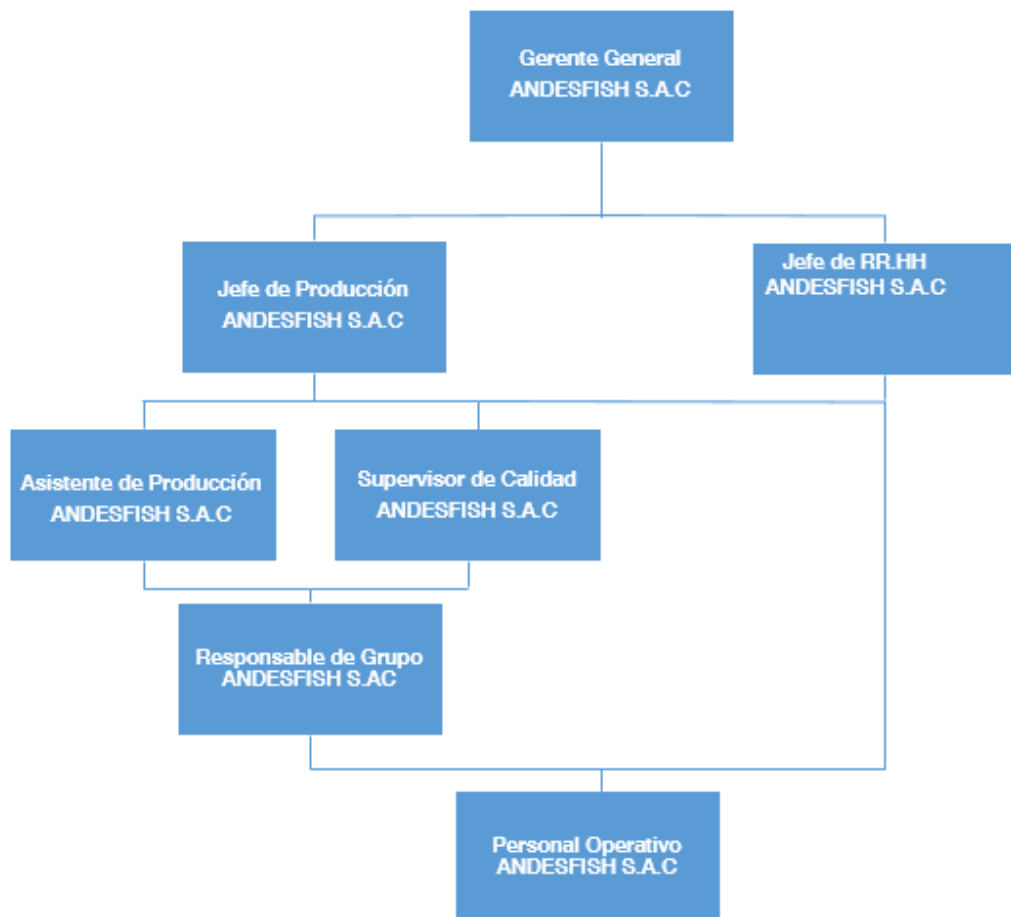 Gerente General
ANDESFISH S.A.C
Jefe de Producción
ANDESFISH S.A.C
Jefe de RR.HH
ANDESFISH S.A.C
Asistente de Producción
ANDESFISH S.A.C
Supervisor de Calidad
ANDESFISH S.A.C
Responsable de Grupo
ANDESFISH S.AC
Personal Operativo
ANDESFISH S.A.C